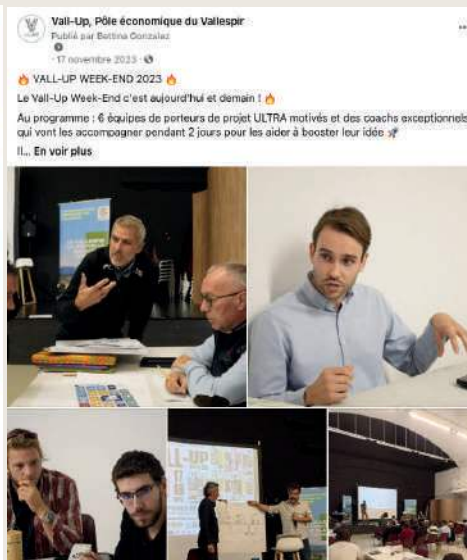 Vall-Up, Pôle économique du Vallespir
Publié par Bettina Gonzalez
· 17 novembre 2023 ·
🔥 VALL-UP WEEK-END 2023 🔥
Le Vall-Up Week-End c'est aujourd'hui et demain ! 🔥
Au programme : 6 équipes de porteurs de projet ULTRA motivés et des coachs exceptionnels
qui vont les accompagner pendant 2 jours pour les aider à booster leur idée 🚀
Il... En voir plus
LL-UP